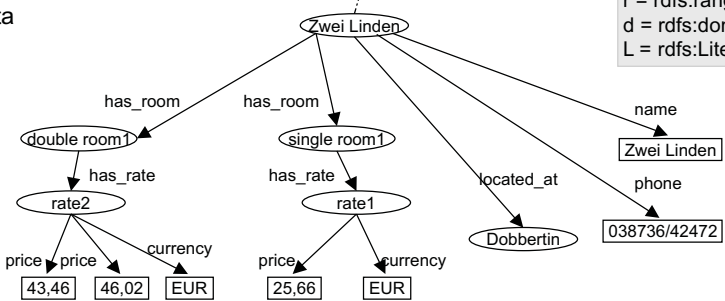 ta
r = rdfs:rang
d = rdfs:dor
L = rdfs:Lite
Zwei Linden
has_room
has_room
name
double room1
single room1
Zwei Linden
has_rate
has_rate
located_at
phone
rate2
rate1
Dobbertin
038736/42472
price
price
currency
price
currency
43,46
46,02
EUR
25,66
EUR